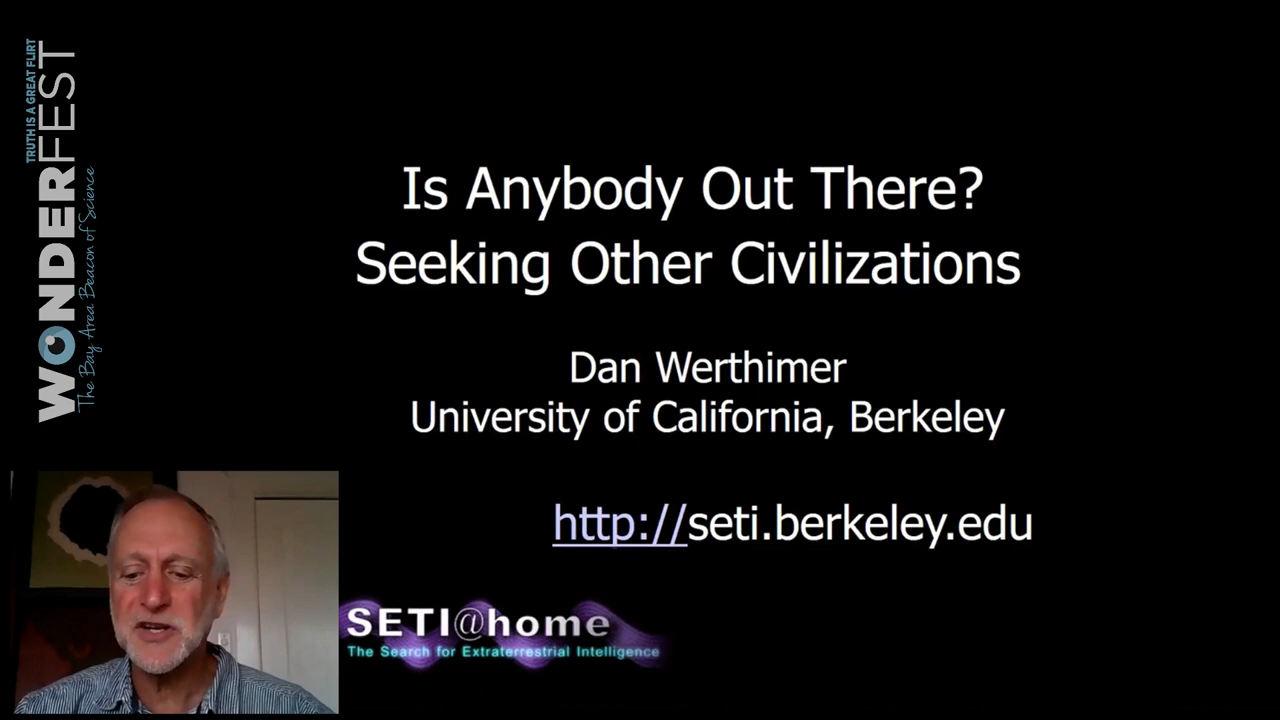 TRUTH IS A GREAT FLIRT
WONDERFEST
The Bay Area Beacon of Science
Is Anybody Out There?
Seeking Other Civilizations
Dan Werthimer
University of California, Berkeley
http://seti.berkeley.edu
SETI@home
The Search for Extraterrestrial Intelligence